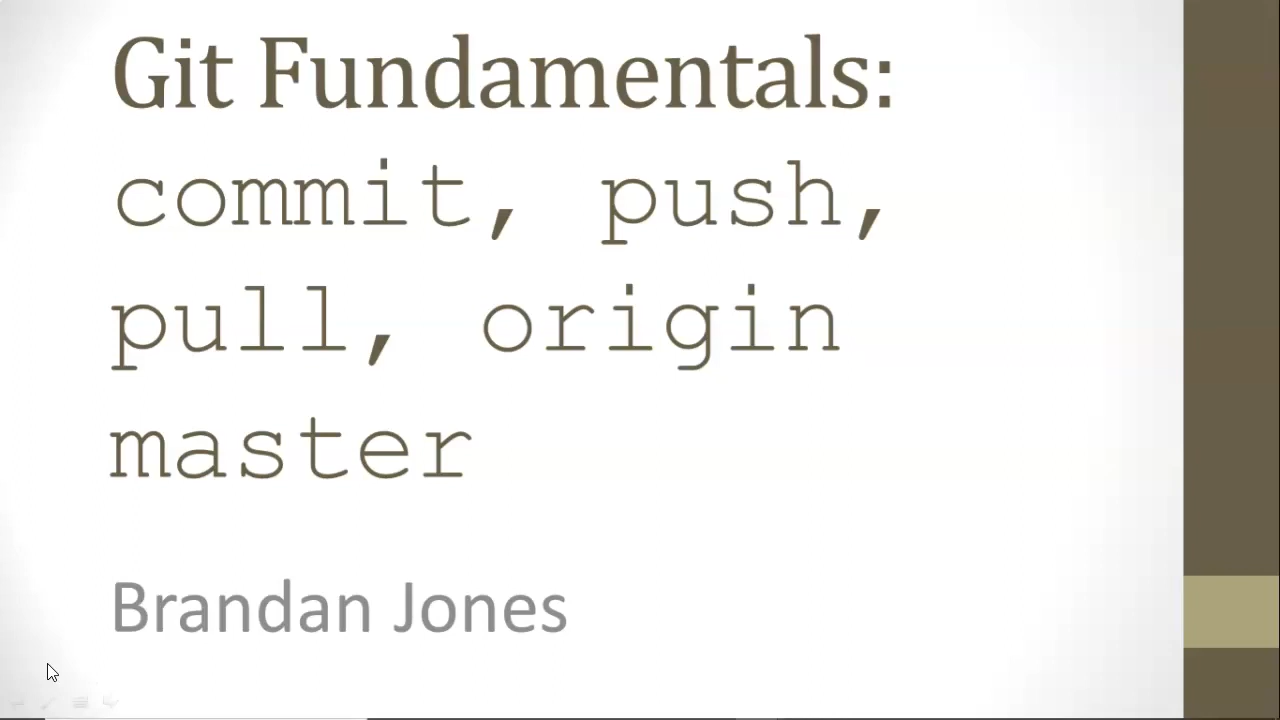 Git Fundamentals:
commit, push,
pull, origin
master
Brandan Jones